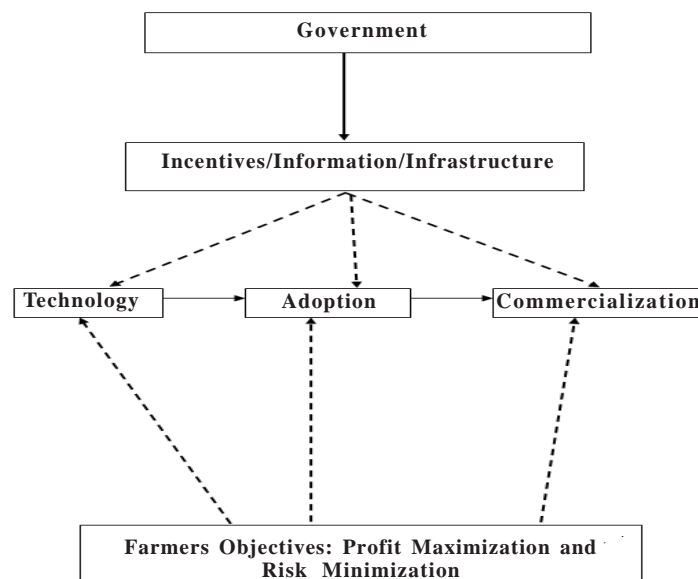 Government
Incentives/Information/Infrastructure
Technology
Adoption
Commercialization
Farmers Objectives: Profit Maximization and
Risk Minimization